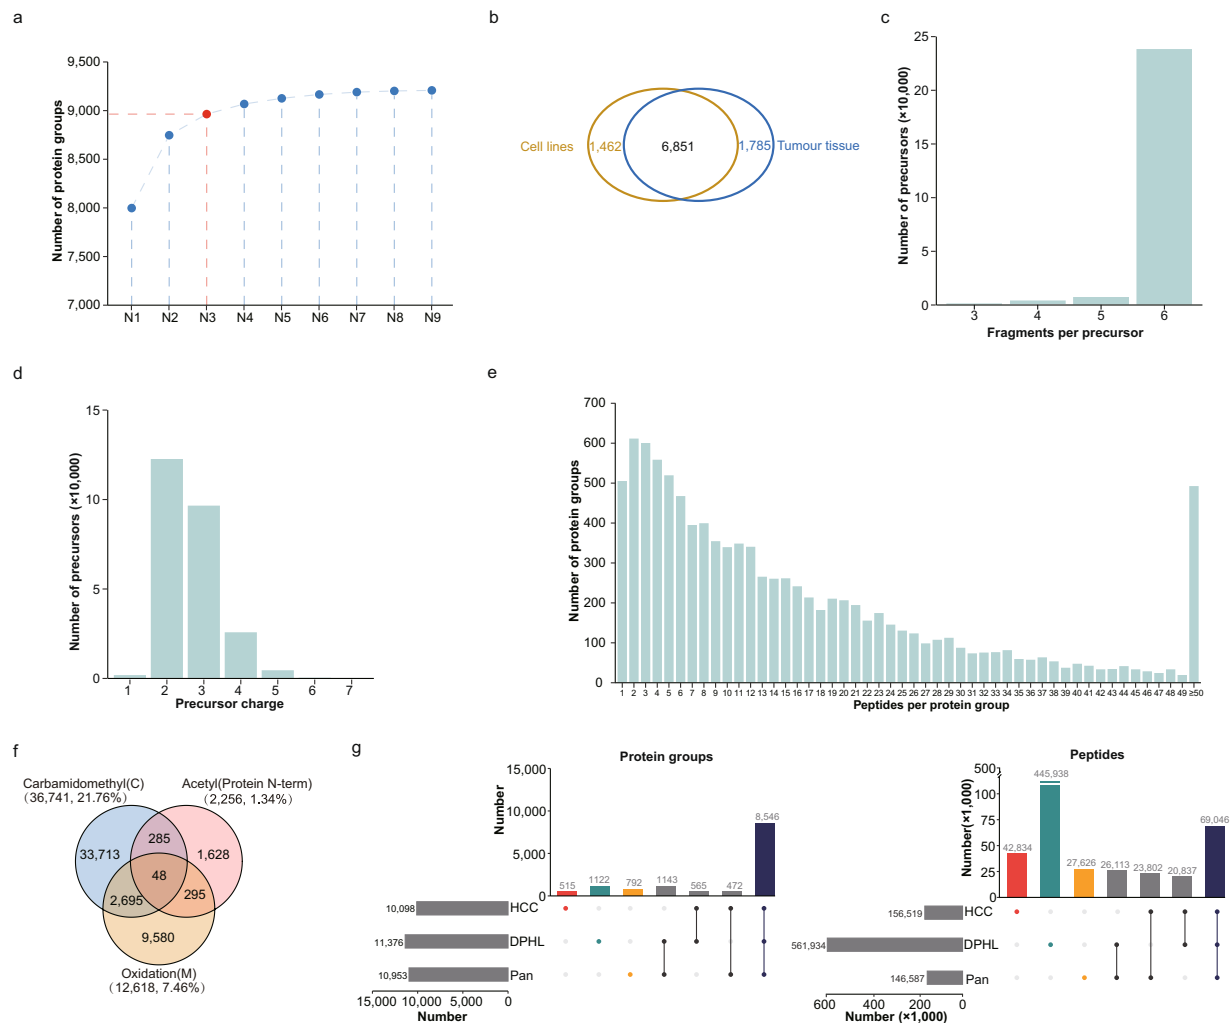 a
9,500
9,000
8,500
8,000
7,500
7,000
Number of protein groups
N1 N2 N3 N4 N5 N6 N7 N8 N9
b
Cell lines 1,462 6,851 1,785 Tumour tissue
c
25
20
15
10
5
0
Number of precursors (×10,000)
3 4 5 6
Fragments per precursor
d
15
10
5
0
Number of precursors (×10,000)
1 2 3 4 5 6 7
Precursor charge
e
700
600
500
400
300
200
100
0
Number of protein groups
1 2 3 4 5 6 7 8 9 10 11 12 13 14 15 16 17 18 19 20 21 22 23 24 25 26 27 28 29 30 31 32 33 34 35 36 37 38 39 40 41 42 43 44 45 46 47 48 49 ≥50
Peptides per protein group
f
Carbamidomethyl(C) Acetyl(Protein N-term)
(36,741, 21.76%) (2,256, 1.34%)
285
33,713 1,628
48
2,695 295
9,580
Oxidation(M)
(12,618, 7.46%)
g
Protein groups
15,000
10,000
5,000
0
Number
515 1122 792 1143 565 472 8,546
10,098 HCC
11,376 DPHL
10,953 Pan
15,000 10,000 5,000 0
Number
Peptides
500
100
75
50
25
0
Number(×1,000)
42,834 445,938 27,626 26,113 23,802 20,837 69,046
156,519 HCC
561,934 DPHL
146,587 Pan
600 400 200 0
Number (×1,000)